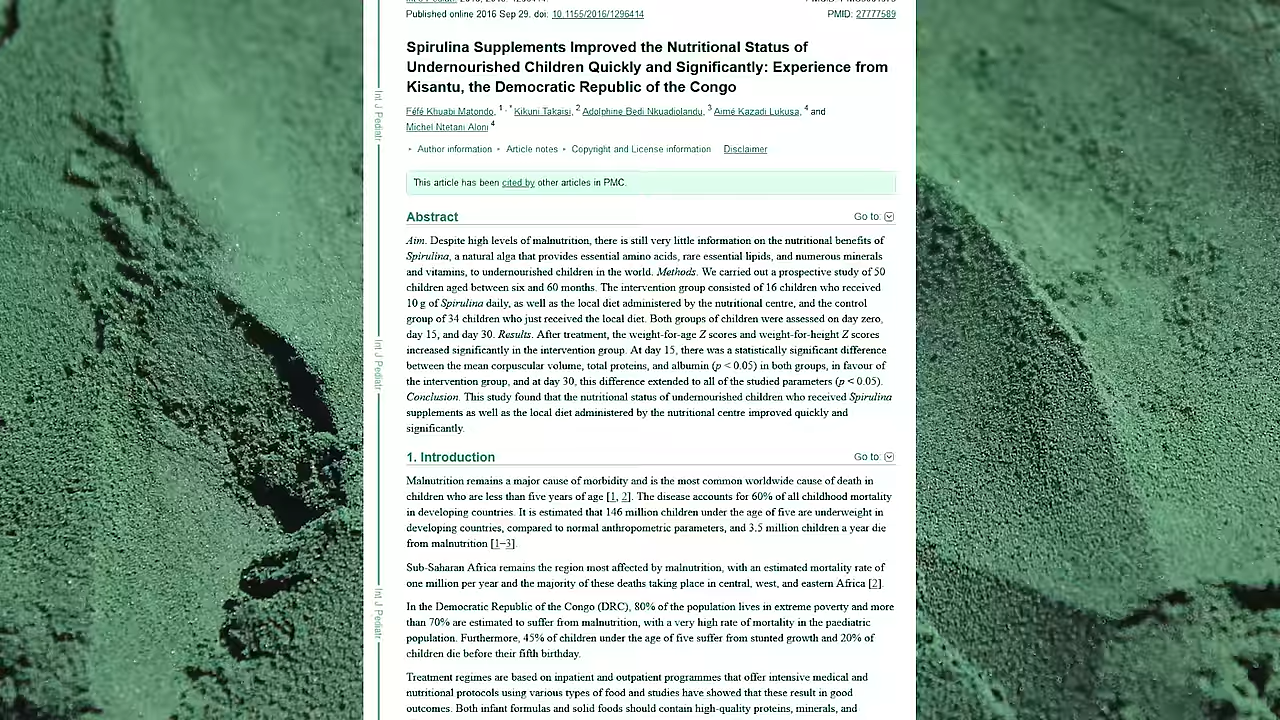 Published online 2016 Sep 29. doi: 10.1155/2016/1296414
PMID: 27777589
Spirulina Supplements Improved the Nutritional Status of
Undernourished Children Quickly and Significantly: Experience from
Kisantu, the Democratic Republic of the Congo
Féfé Khuabi Matondo, 1 , * Kikuni Takaisi, 2 Adolphine Bedi Nkuadiolandu, 3 Aimé Kazadi Lukusa, 4 and
Michel Ntetani Aloni 4
Author information Article notes Copyright and License information Disclaimer
This article has been cited by other articles in PMC.
Abstract
Go to:
Aim. Despite high levels of malnutrition, there is still very little information on the nutritional benefits of
Spirulina, a natural alga that provides essential amino acids, rare essential lipids, and numerous minerals
and vitamins, to undernourished children in the world. Methods. We carried out a prospective study of 50
children aged between six and 60 months. The intervention group consisted of 16 children who received
10 g of Spirulina daily, as well as the local diet administered by the nutritional centre, and the control
group of 34 children who just received the local diet. Both groups of children were assessed on day zero,
day 15, and day 30. Results. After treatment, the weight-for-age Z scores and weight-for-height Z scores
increased significantly in the intervention group. At day 15, there was a statistically significant difference
between the mean corpuscular volume, total proteins, and albumin (p < 0.05) in both groups, in favour of
the intervention group, and as day 30, this difference extended to all of the studied parameters (p < 0.05).
Conclusion. This study found that the nutritional status of undernourished children who received Spirulina
supplements as well as the local diet administered by the nutritional centre improved quickly and
significantly.
1. Introduction
Go to:
Malnutrition remains a major cause of morbidity and is the most common worldwide cause of death in
children who are less than five years of age [1, 2]. The disease accounts for 60% of all childhood mortality
in developing countries. It is estimated that 146 million children under the age of five are underweight in
developing countries, compared to normal anthropometric parameters, and 3.5 million children a year die
from malnutrition [1–3].
Sub-Saharan Africa remains the region most affected by malnutrition, with an estimated mortality rate of
one million per year and the majority of these deaths taking place in central, west, and eastern Africa [2].
In the Democratic Republic of the Congo (DRC), 80% of the population lives in extreme poverty and more
than 70% are estimated to suffer from malnutrition, with a very high rate of mortality in the paediatric
population. Furthermore, 45% of children under the age of five suffer from stunted growth and 20% of
children die before their fifth birthday.
Treatment regimes are based on inpatient and outpatient programmes that offer intensive medical and
nutritional protocols using various types of food and studies have showed that these result in good
outcomes. Both infant formulas and solid foods should contain high-quality proteins, minerals, and
Int J Pediatr
Int J Pediatr
Int J Pediatr